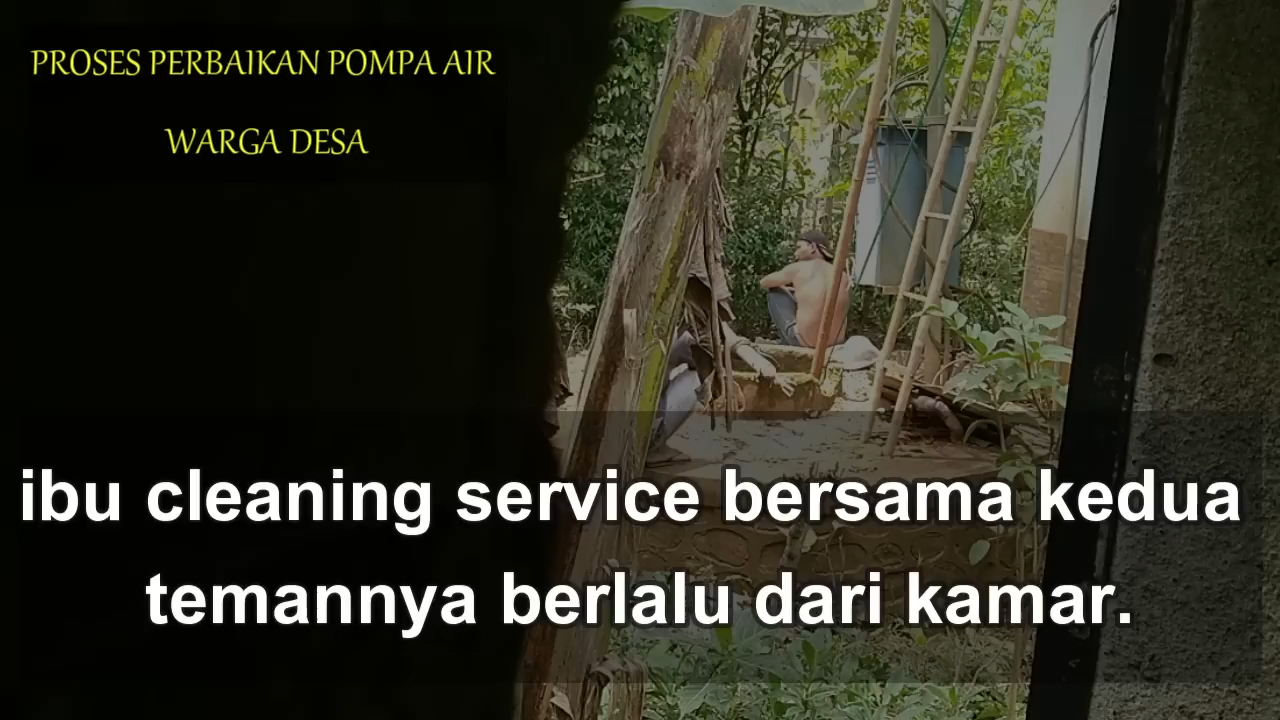 PROSES PERBAIKAN POMPA AIR
WARGA DESA
ibu cleaning service bersama kedua
temannya berlalu dari kamar.